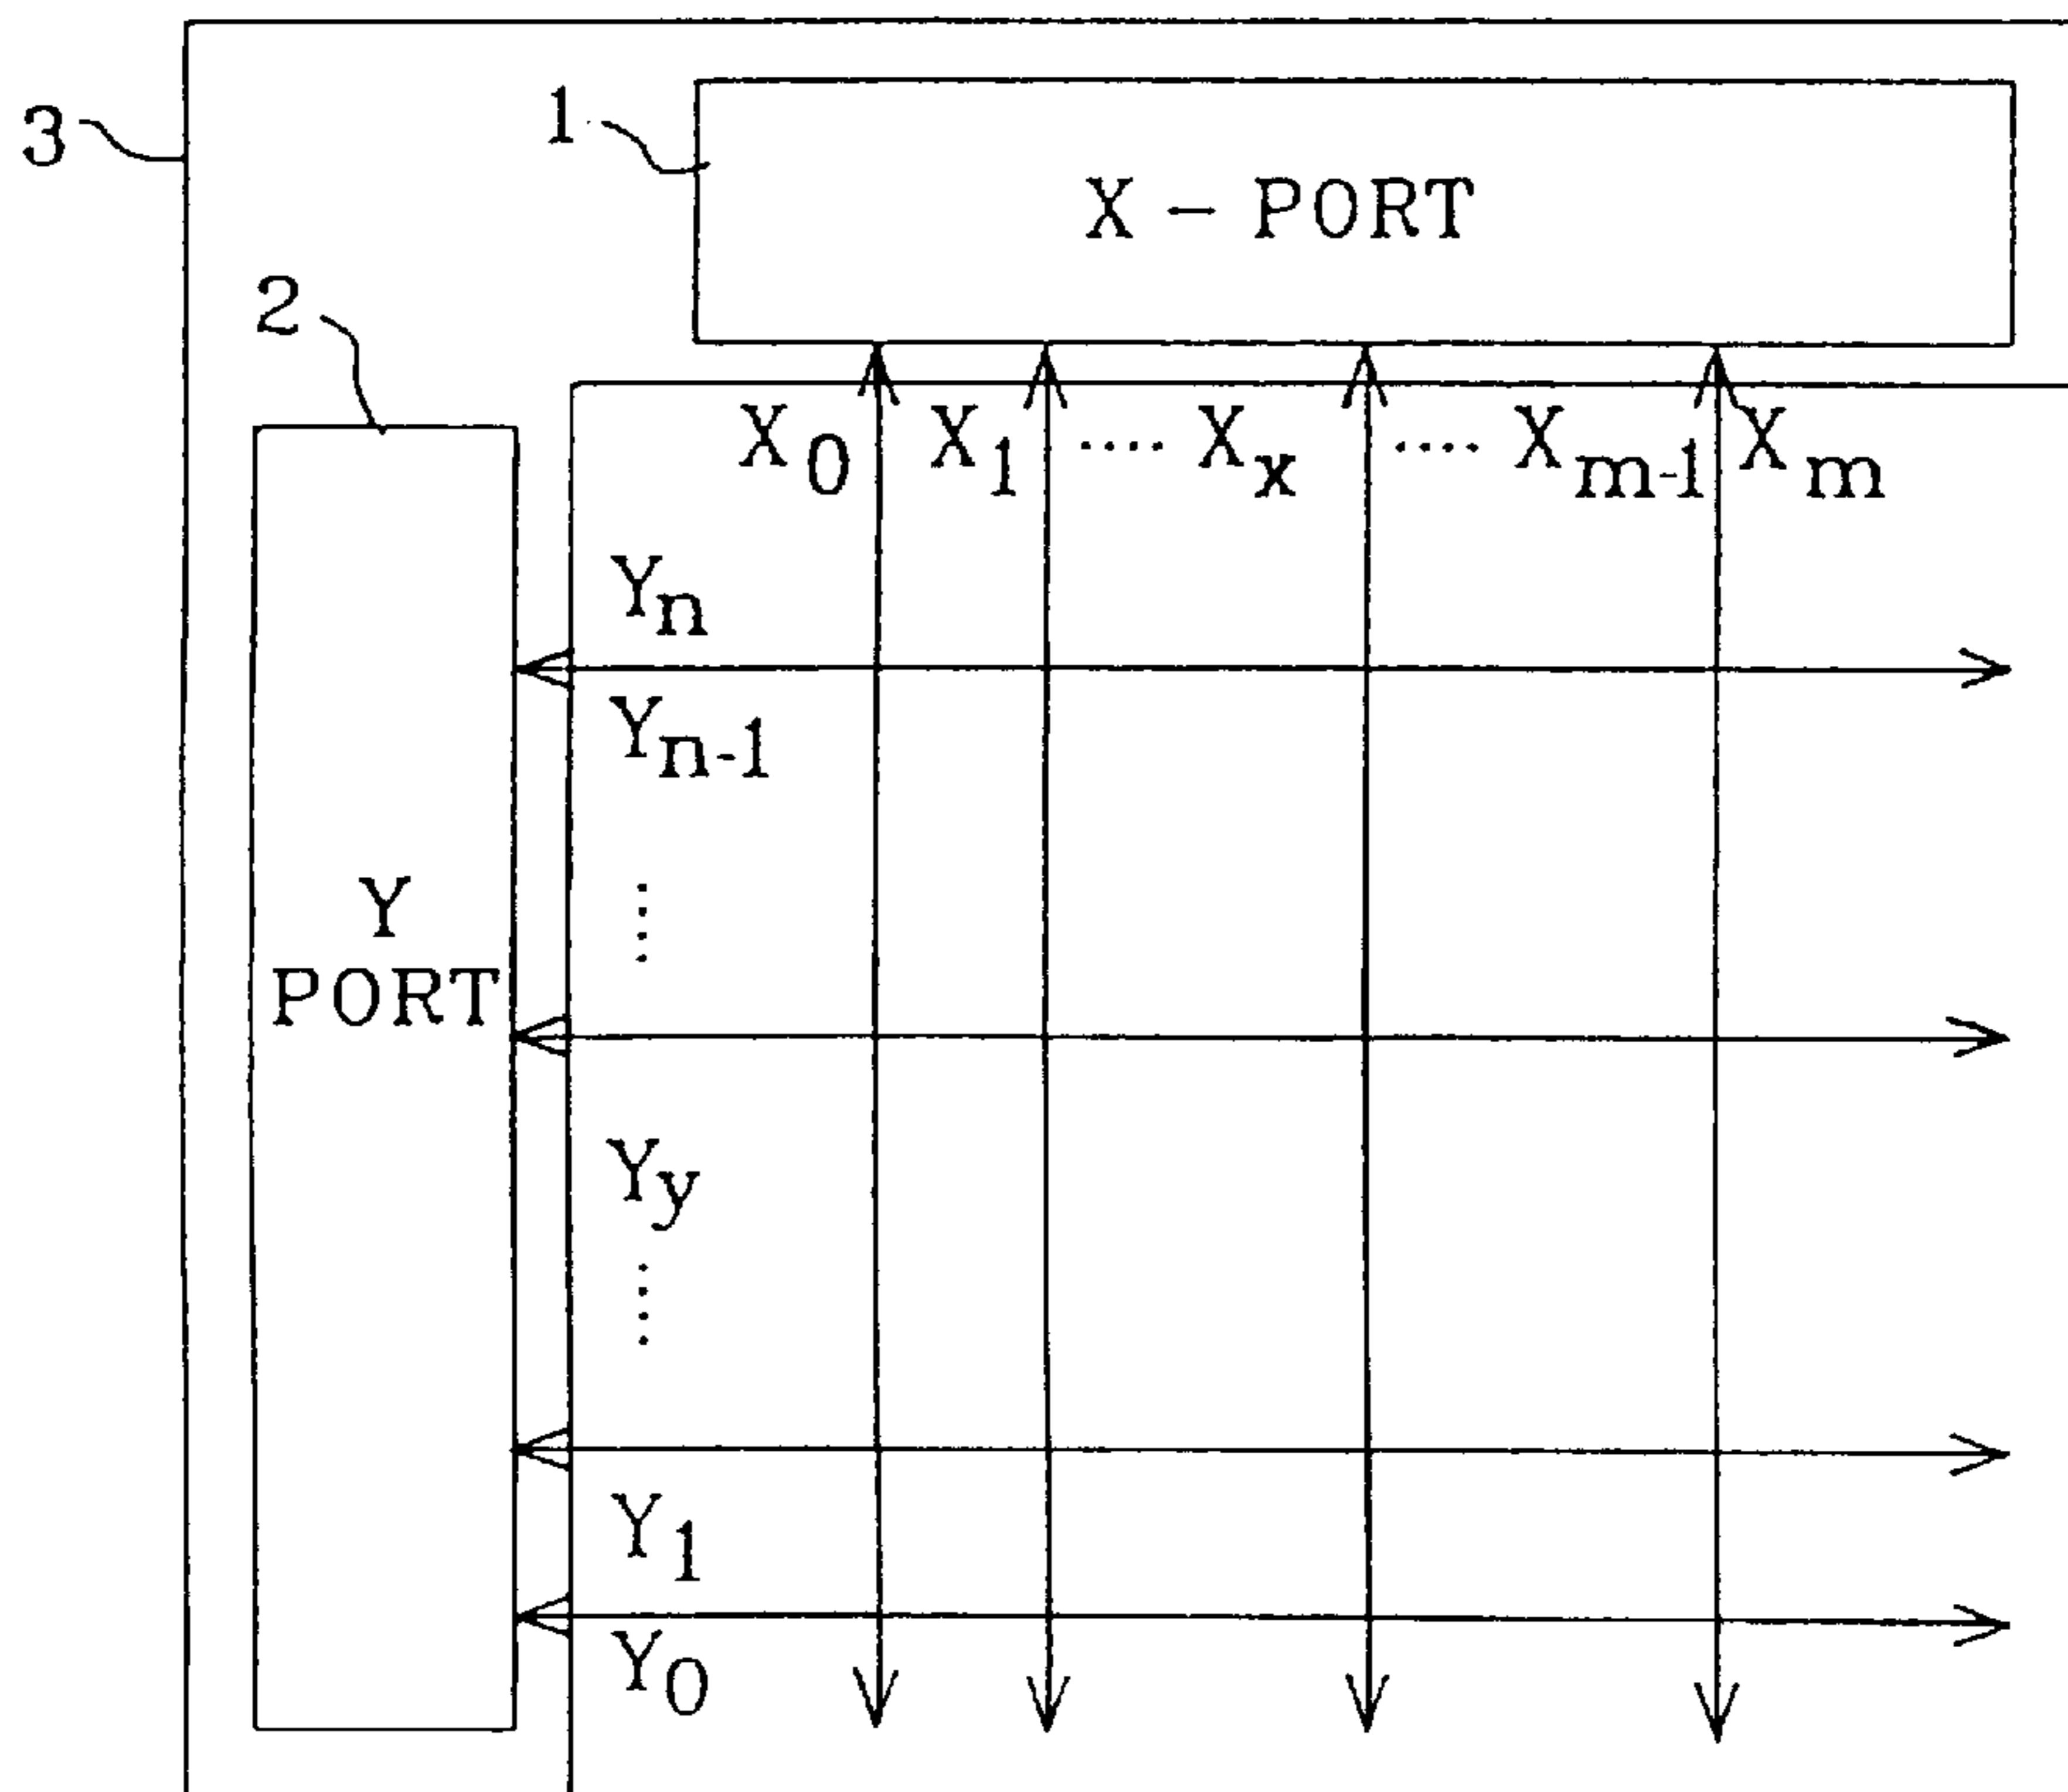 3
1
X - PORT
2
X0 X1 .... Xx .... Xm-1 Xm
Yn
Yn-1
....
Y
PORT
Yy
....
Y1
Y0